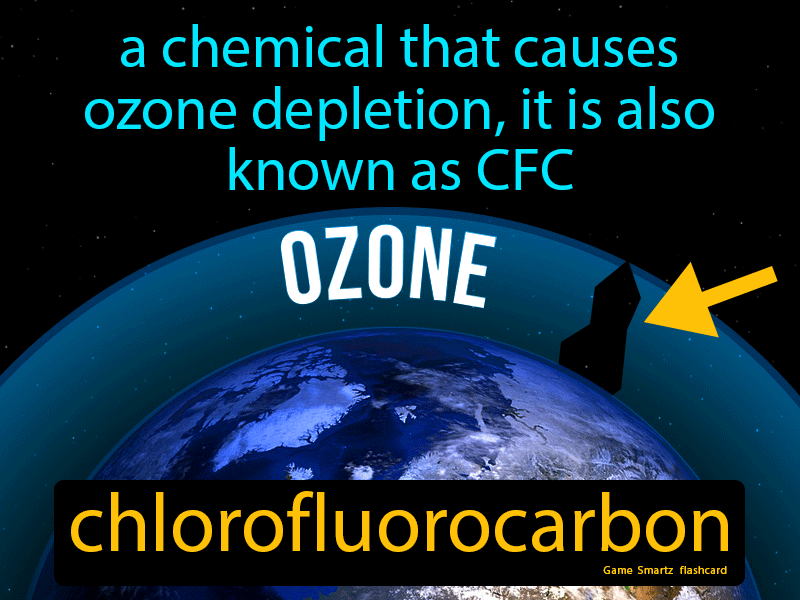 a chemical that causes
ozone depletion, it is also
known as CFC
OZONE
chlorofluorocarbon
Game Smartz flashcard